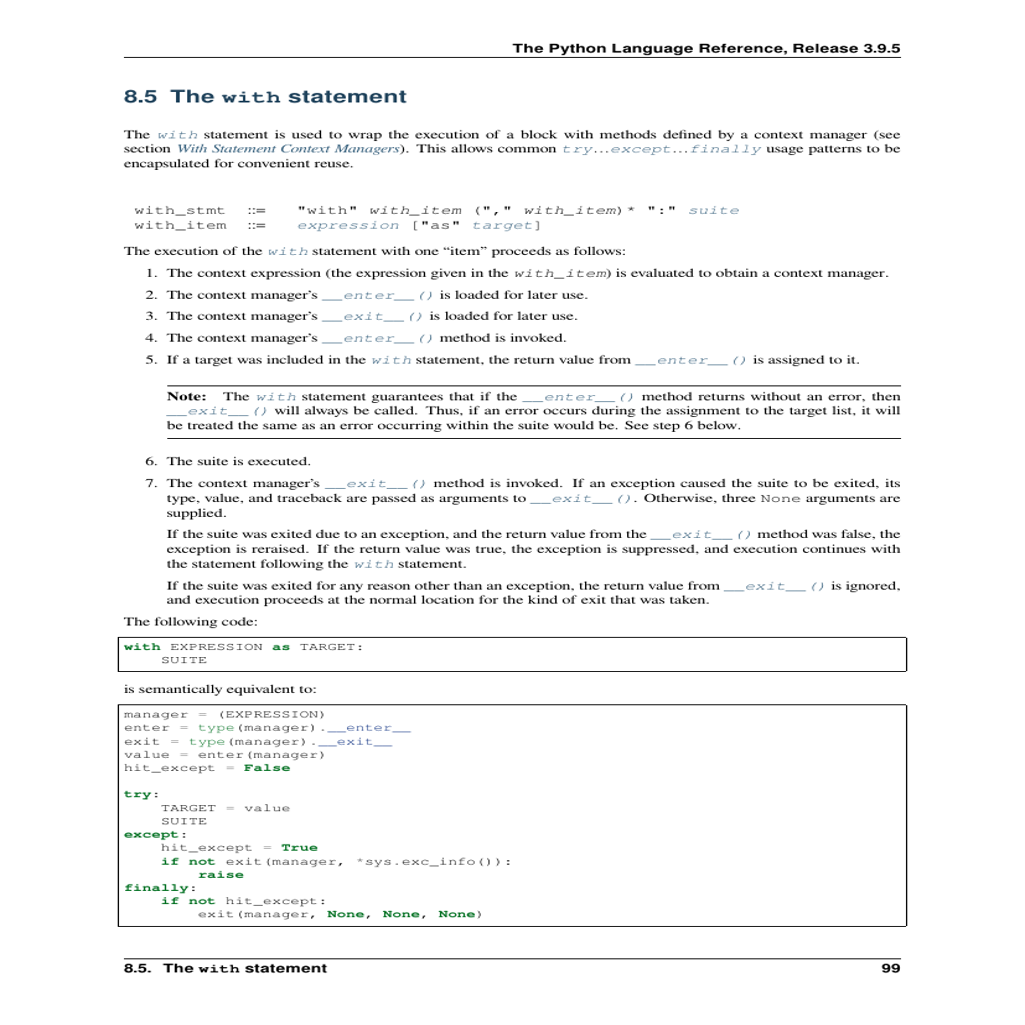 The Python Language Reference, Release 3.9.5
8.5 The with statement
The with statement is used to wrap the execution of a block with methods defined by a context manager (see
section With Statement Context Managers). This allows common try…except…finally usage patterns to be
encapsulated for convenient reuse.
with_stmt ::= "with" with_item ("," with_item)* ":" suite
with_item ::= expression ["as" target]
The execution of the with statement with one “item” proceeds as follows:
1. The context expression (the expression given in the with_item) is evaluated to obtain a context manager.
2. The context manager’s __enter__() is loaded for later use.
3. The context manager’s __exit__() is loaded for later use.
4. The context manager’s __enter__() method is invoked.
5. If a target was included in the with statement, the return value from __enter__() is assigned to it.
Note: The with statement guarantees that if the __enter__() method returns without an error, then
__exit__() will always be called. Thus, if an error occurs during the assignment to the target list, it will
be treated the same as an error occurring within the suite would be. See step 6 below.
6. The suite is executed.
7. The context manager’s __exit__() method is invoked. If an exception caused the suite to be exited, its
type, value, and traceback are passed as arguments to __exit__(). Otherwise, three None arguments are
supplied.
If the suite was exited due to an exception, and the return value from the __exit__() method was false, the
exception is reraised. If the return value was true, the exception is suppressed, and execution continues with
the statement following the with statement.
If the suite was exited for any reason other than an exception, the return value from __exit__() is ignored,
and execution proceeds at the normal location for the kind of exit that was taken.
The following code:
with EXPRESSION as TARGET:
    SUITE
is semantically equivalent to:
manager = (EXPRESSION)
enter = type(manager).__enter__
exit = type(manager).__exit__
value = enter(manager)
hit_except = False
try:
    TARGET = value
    SUITE
except:
    hit_except = True
    if not exit(manager, *sys.exc_info()):
        raise
finally:
    if not hit_except:
        exit(manager, None, None, None)
8.5. The with statement 99